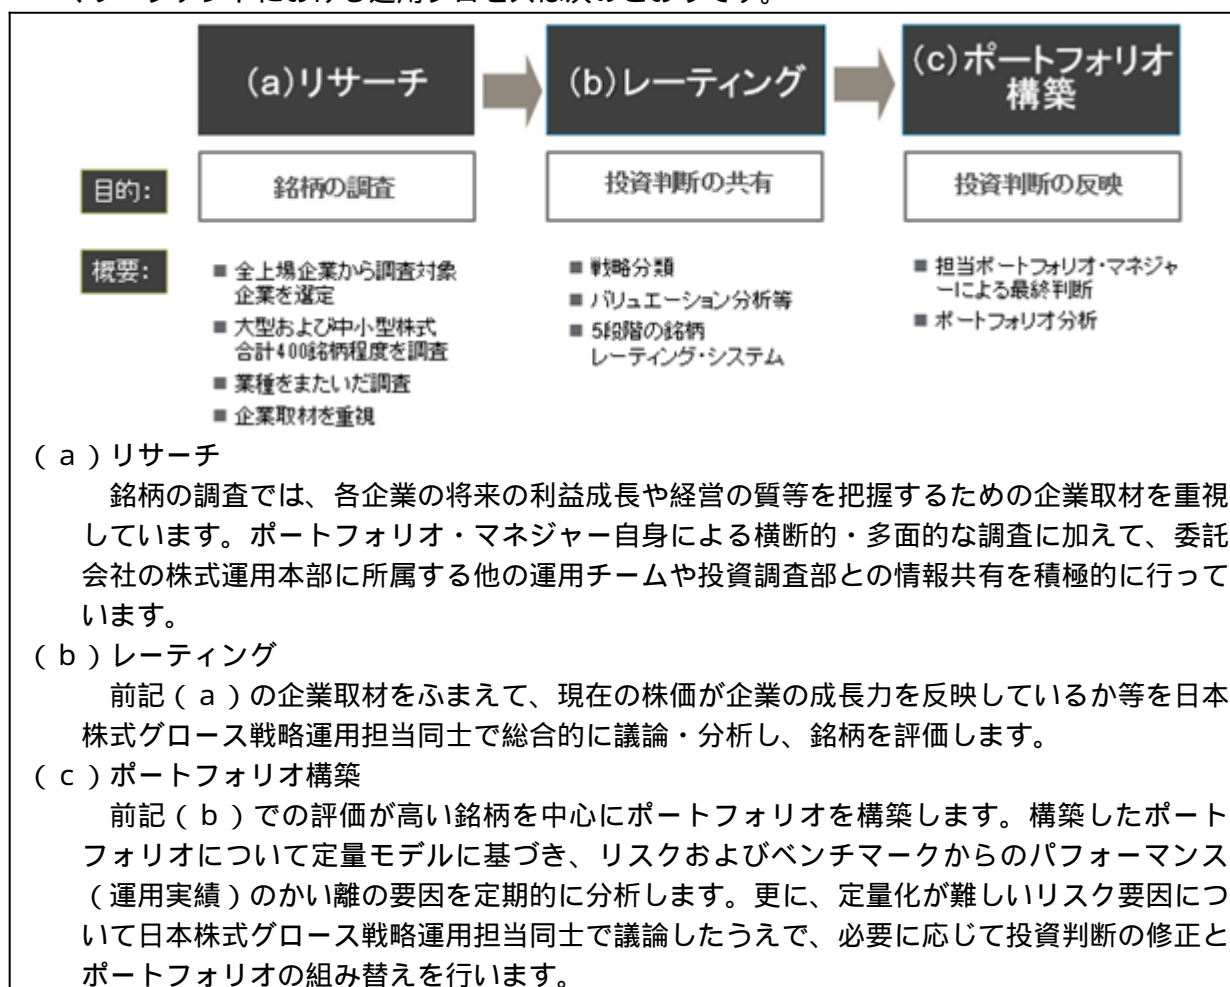 (a)リサーチ
(b)レーティング
(c)ポートフォリオ
構築
目的:
銘柄の調査
投資判断の共有
投資判断の反映
概要:
■ 全上場企業から調査対象
企業を選定
■ 大型および中小型株式
合計400銘柄程度を調査
■ 業種をまたいだ調査
■ 企業取材を重視
■ 戦略分類
■ バリュエーション分析等
■ 5段階の銘柄
レーティング・システム
■ 担当ポートフォリオ・マネジャ
ーによる最終判断
■ ポートフォリオ分析
(a)リサーチ
銘柄の調査では、各企業の将来の利益成長や経営の質等を把握するための企業取材を重視
しています。ポートフォリオ・マネジャー自身による横断的・多面的な調査に加えて、委託
会社の株式運用本部に所属する他の運用チームや投資調査部との情報共有を積極的に行って
います。
(b)レーティング
前記(a)の企業取材をふまえて、現在の株価が企業の成長力を反映しているか等を日本
株式グロース戦略運用担当同士で総合的に議論・分析し、銘柄を評価します。
(c)ポートフォリオ構築
前記(b)での評価が高い銘柄を中心にポートフォリオを構築します。構築したポート
フォリオについて定量モデルに基づき、リスクおよびベンチマークからのパフォーマンス
(運用実績)のかい離の要因を定期的に分析します。更に、定量化が難しいリスク要因につ
いて日本株式グロース戦略運用担当同士で議論したうえで、必要に応じて投資判断の修正と
ポートフォリオの組み替えを行います。